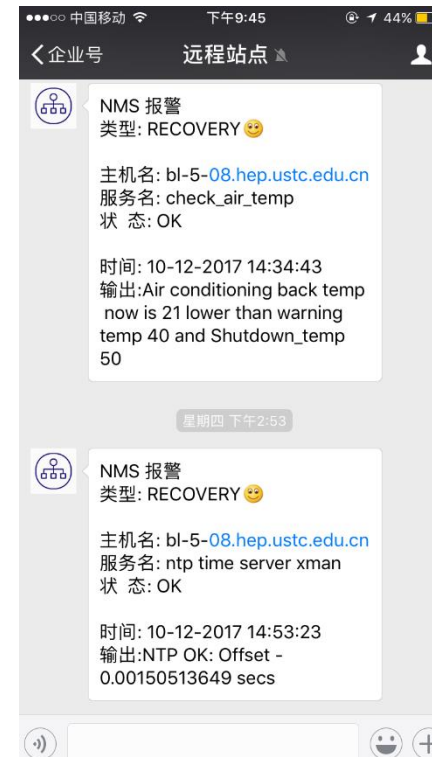 中国移动 下午9:45 44%
企业号 远程站点
NMS 报警
类型: RECOVERY
主机名: bl-5-08.hep.ustc.edu.cn
服务名: check_air_temp
状 态: OK
时间: 10-12-2017 14:34:43
输出:Air conditioning back temp
now is 21 lower than warning
temp 40 and Shutdown_temp
50
星期四 下午2:53
NMS 报警
类型: RECOVERY
主机名: bl-5-08.hep.ustc.edu.cn
服务名: ntp time server xman
状 态: OK
时间: 10-12-2017 14:53:23
输出:NTP OK: Offset -
0.00150513649 secs